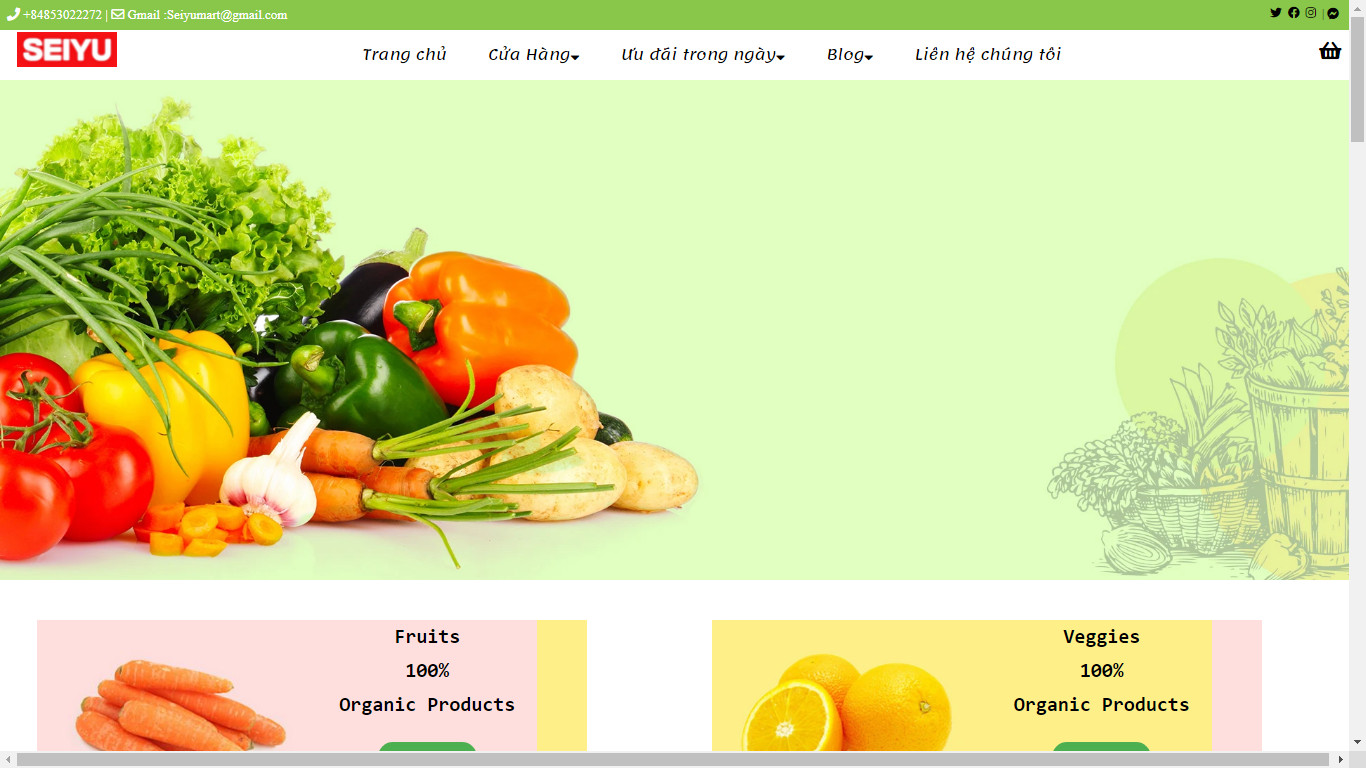 +84853022272 | Gmail :Seiyumart@gmail.com |
SEIYU
Trang chủ Cửa Hàng Ưu đãi trong ngày Blog Liên hệ chúng tôi
Fruits
100%
Organic Products
Veggies
100%
Organic Products